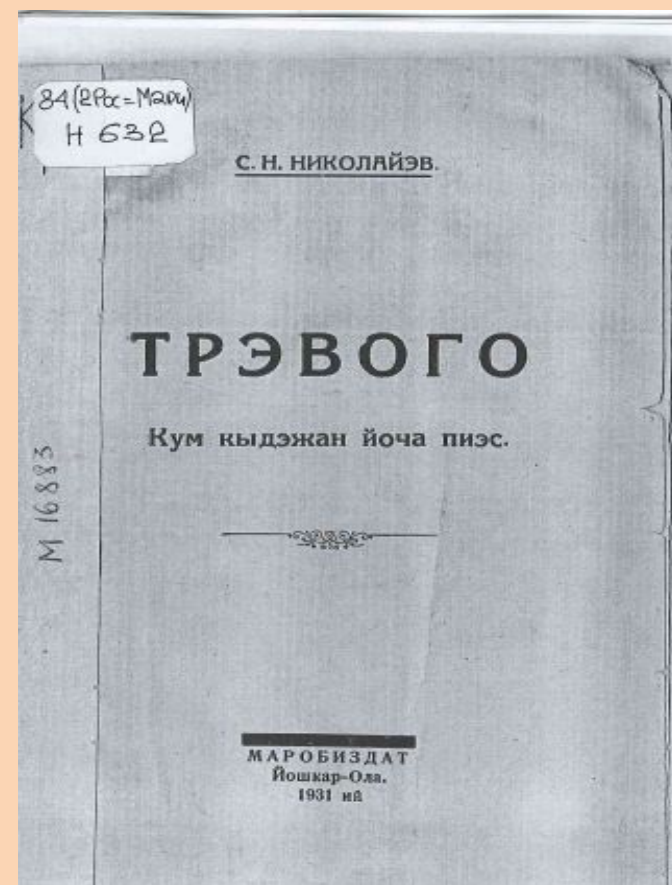 84(2Рос=Мари)
Н 632
С. Н. НИКОЛАЙЭВ.
ТРЭВОГО
Кум кыдэжан йоча пиэс.
М 16883
МАРОБИЗДАТ
Йошкар-Ола.
1931 ий